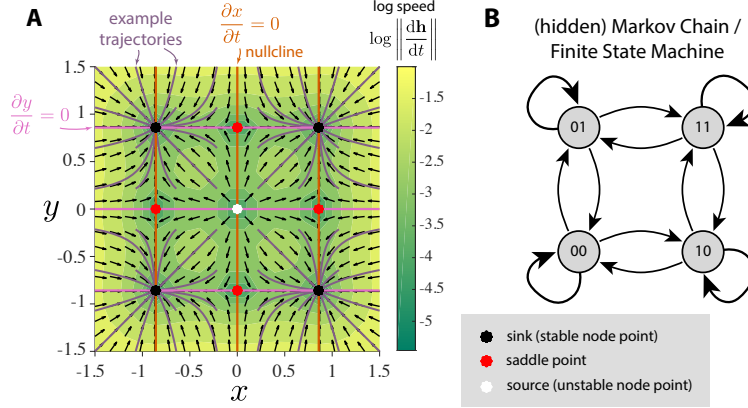 A
example
trajectories
∂x/∂t = 0
nullcline
log speed
log ‖dh/dt‖
∂y/∂t = 0
1.5
1
0.5
0
-0.5
-1
-1.5
y
-1.5
-1
-0.5
0
0.5
1
1.5
x
-1
-1.5
-2
-2.5
-3
-3.5
-4
-4.5
-5
B
(hidden) Markov Chain /
Finite State Machine
01
11
00
10
sink (stable node point)
saddle point
source (unstable node point)